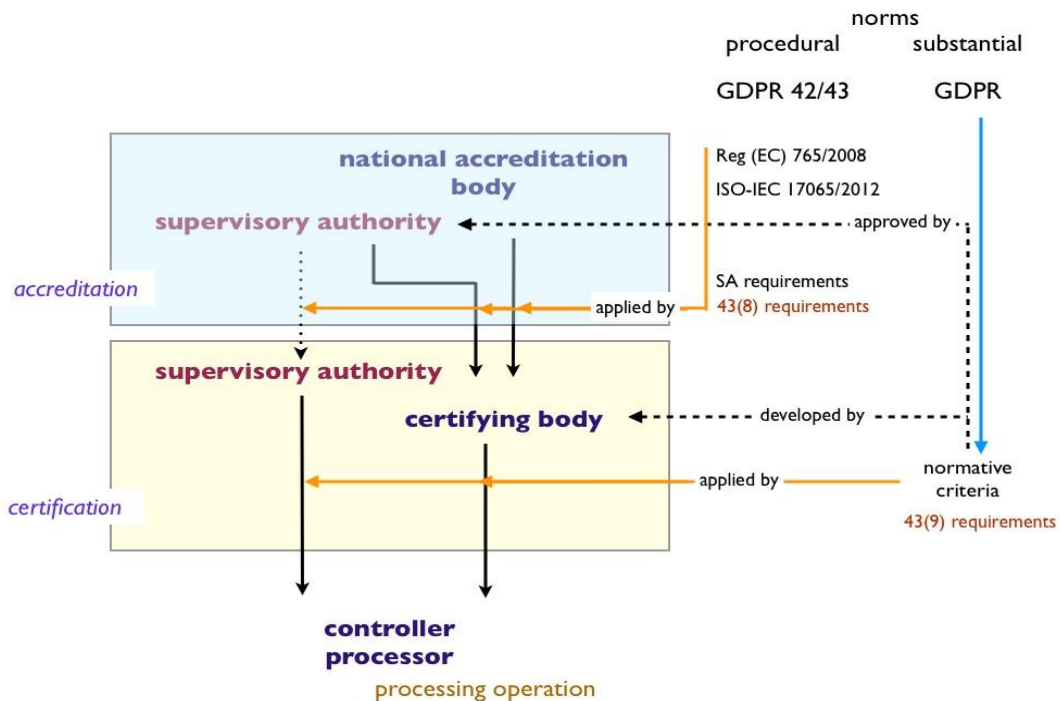 norms
procedural
substantial
GDPR 42/43
GDPR
national accreditation
body
Reg (EC) 765/2008
ISO-IEC 17065/2012
supervisory authority
approved by
accreditation
SA requirements
applied by
43(8) requirements
supervisory authority
certifying body
developed by
normative
criteria
applied by
certification
43(9) requirements
controller
processor
processing operation